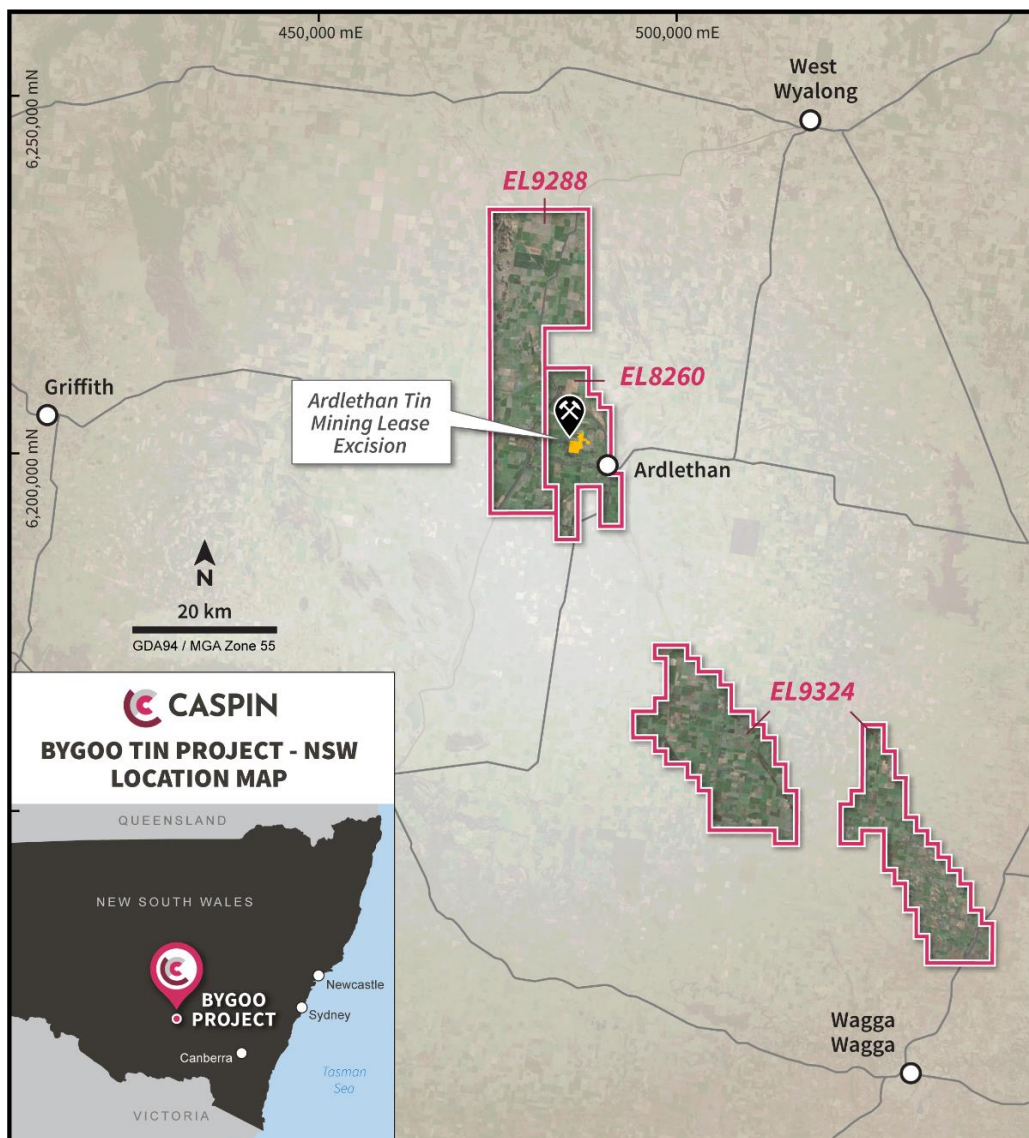 450,000 mE
500,000 mE
6,250,000 mN
West
Wyalong
EL9288
EL8260
Griffith
Ardlethan Tin
Mining Lease
Excision
Ardlethan
6,200,000 mN
N
20 km
GDA94 / MGA Zone 55
EL9324
CASPIN
BYGOO TIN PROJECT - NSW
LOCATION MAP
QUEENSLAND
NEW SOUTH WALES
BYGOO
PROJECT
Newcastle
Sydney
Canberra
Tasman
Sea
VICTORIA
Wagga
Wagga